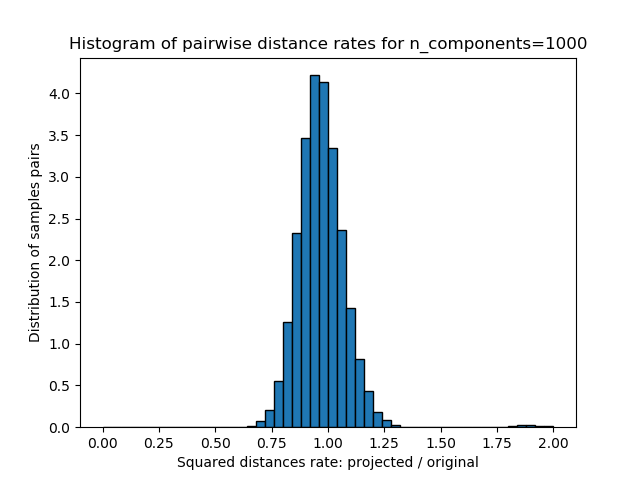 Histogram of pairwise distance rates for n_components=1000
Distribution of samples pairs
4.0
3.5
3.0
2.5
2.0
1.5
1.0
0.5
0.0
0.00 0.25 0.50 0.75 1.00 1.25 1.50 1.75 2.00
Squared distances rate: projected / original